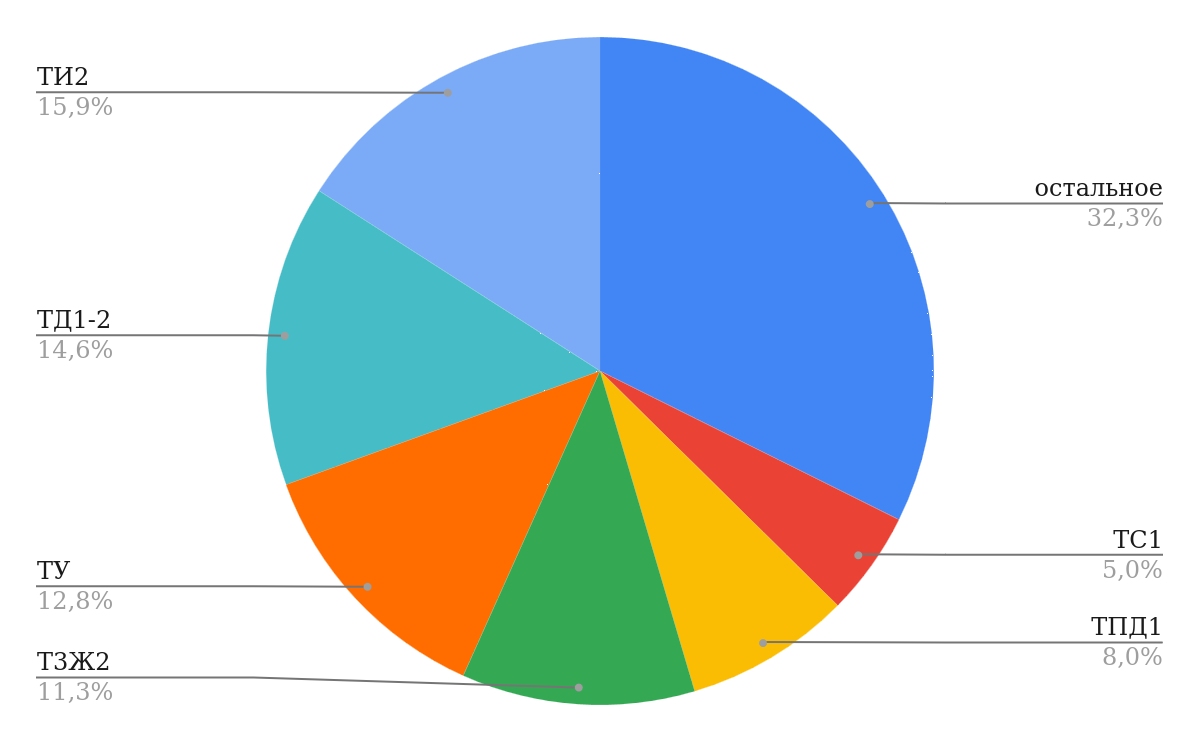 ТИ2
15,9%
остальное
32,3%
ТД1-2
14,6%
ТС1
5,0%
ТУ
12,8%
ТПД1
8,0%
ТЗЖ2
11,3%